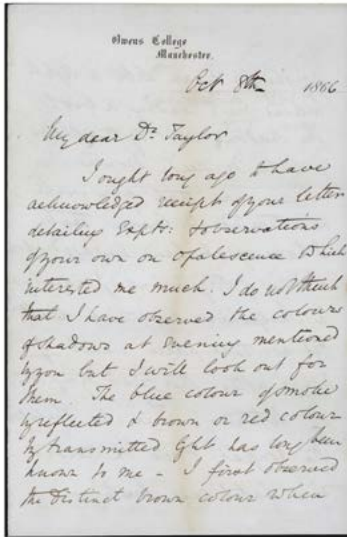 Owens College
Manchester.
Oct 8th 1866
My dear Dr Taylor
I ought long ago to have
acknowledged receipt of your letter
detailing Expts: & observations
of your own on Opalescence which
interested me much. I do not think
that I have observed the colours
of shadows at evening mentioned
by you but I will look out for
them. The blue colour of smoke
by reflected & brown or red colour
by transmitted light has long been
known to me - I first observed
the distinct brown colour when